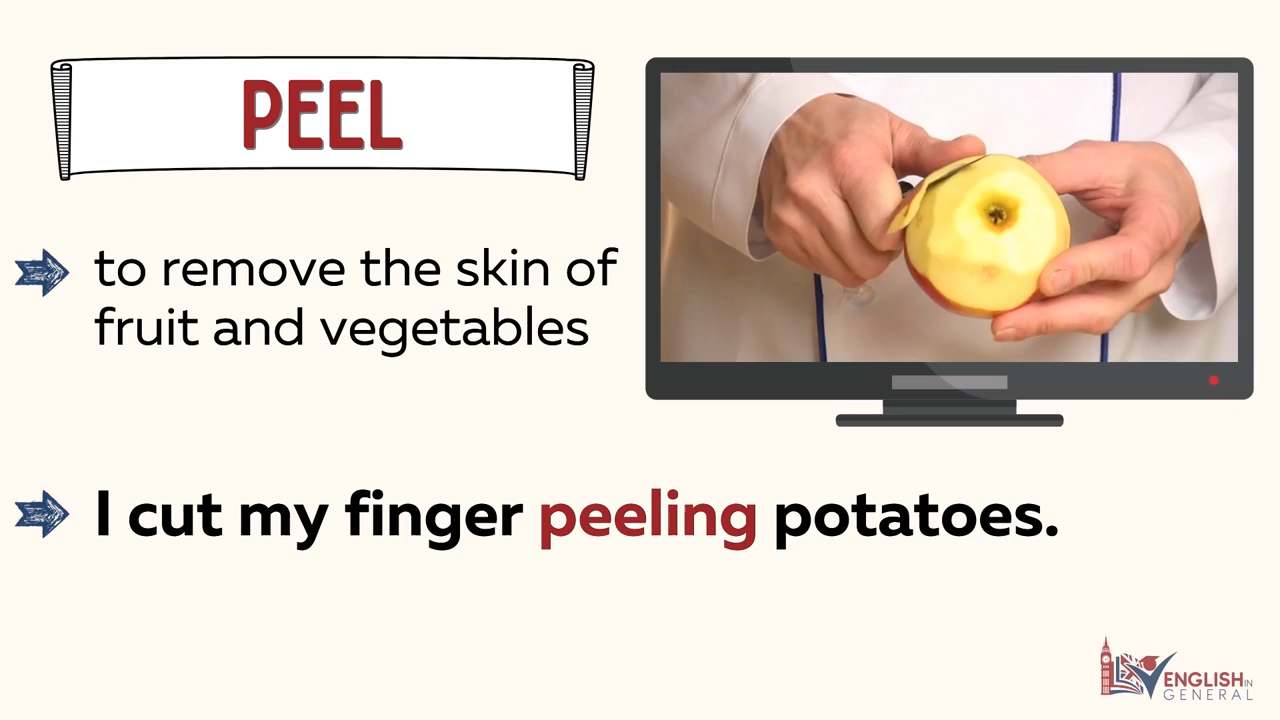 PEEL
to remove the skin of
fruit and vegetables
I cut my finger peeling potatoes.
ENGLISH IN
GENERAL